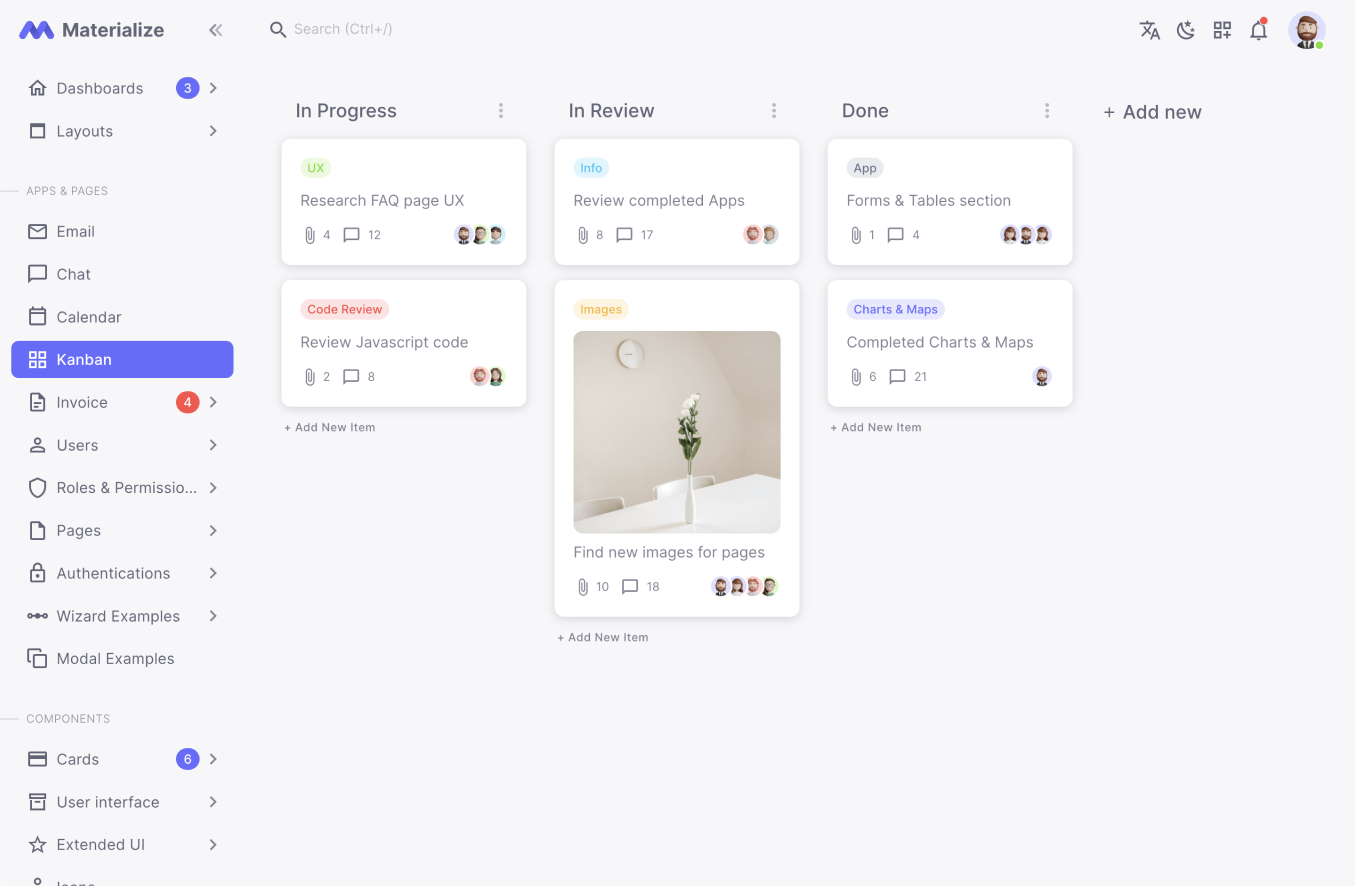 Materialize
Search (Ctrl+/)
Dashboards 3
Layouts
APPS & PAGES
Email
Chat
Calendar
Kanban
Invoice 4
Users
Roles & Permissio...
Pages
Authentications
Wizard Examples
Modal Examples
COMPONENTS
Cards 6
User interface
Extended UI
Icons
In Progress
UX
Research FAQ page UX
4 12
Code Review
Review Javascript code
2 8
+ Add New Item
In Review
Info
Review completed Apps
8 17
Images
Find new images for pages
10 18
+ Add New Item
Done
App
Forms & Tables section
1 4
Charts & Maps
Completed Charts & Maps
6 21
+ Add New Item
+ Add new